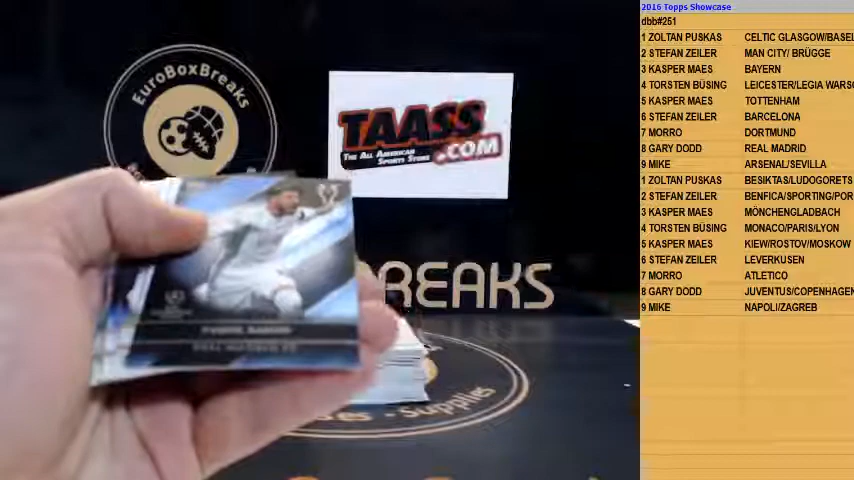 2016 Topps Showcase
dbb#251
1 ZOLTAN PUSKAS CELTIC GLASGOW/BASEL
2 STEFAN ZEILER MAN CITY/ BRÜGGE
3 KASPER MAES BAYERN
4 TORSTEN BÜSING LEICESTER/LEGIA WARSC
5 KASPER MAES TOTTENHAM
6 STEFAN ZEILER BARCELONA
7 MORRO DORTMUND
8 GARY DODD REAL MADRID
9 MIKE ARSENAL/SEVILLA
1 ZOLTAN PUSKAS BESIKTAS/LUDOGORETS
2 STEFAN ZEILER BENFICA/SPORTING/POR
3 KASPER MAES MÖNCHENGLADBACH
4 TORSTEN BÜSING MONACO/PARIS/LYON
5 KASPER MAES KIEW/ROSTOV/MOSKOW
6 STEFAN ZEILER LEVERKUSEN
7 MORRO ATLETICO
8 GARY DODD JUVENTUS/COPENHAGEN
9 MIKE NAPOLI/ZAGREB
EuroBoxBreaks
TAASS
THE ALL AMERICAN
SPORTS STORE
.COM
BREAKS
Supplies